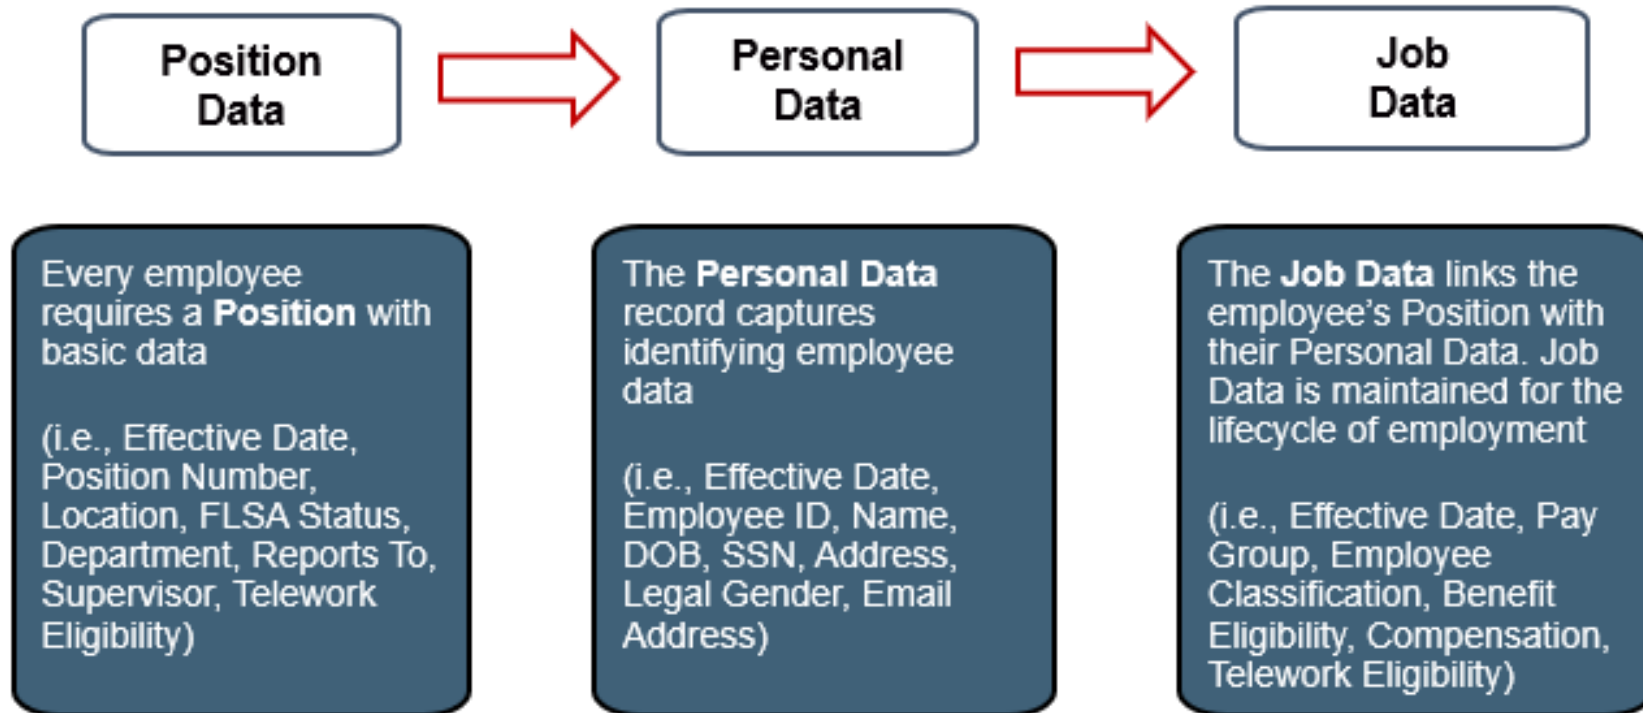 Position
Data
Personal
Data
Job
Data
Every employee
requires a Position with
basic data
(i.e., Effective Date,
Position Number,
Location, FLSA Status,
Department, Reports To,
Supervisor, Telework
Eligibility)
The Personal Data
record captures
identifying employee
data
(i.e., Effective Date,
Employee ID, Name,
DOB, SSN, Address,
Legal Gender, Email
Address)
The Job Data links the
employee’s Position with
their Personal Data. Job
Data is maintained for the
lifecycle of employment
(i.e., Effective Date, Pay
Group, Employee
Classification, Benefit
Eligibility, Compensation,
Telework Eligibility)